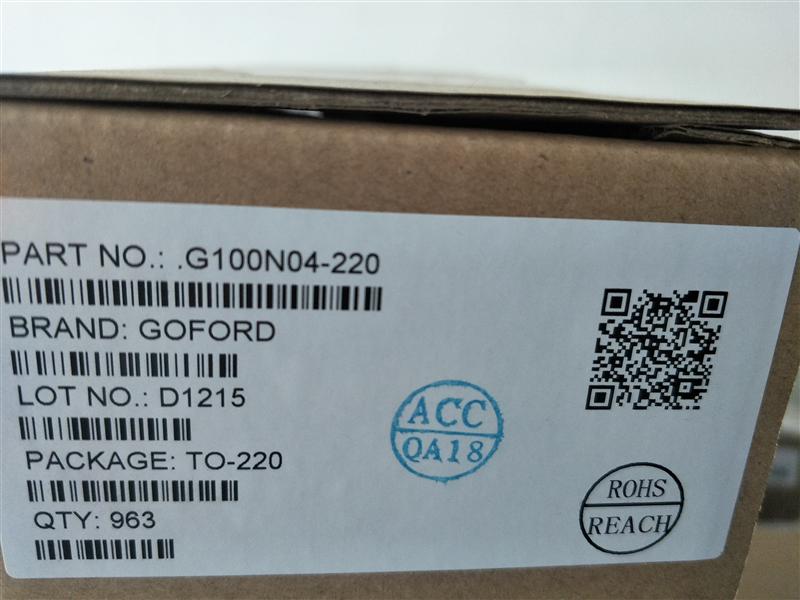 PART NO.: .G100N04-220
BRAND: GOFORD
LOT NO.: D1215
PACKAGE: TO-220
QTY: 963
ACC
QA18
ROHS
REACH